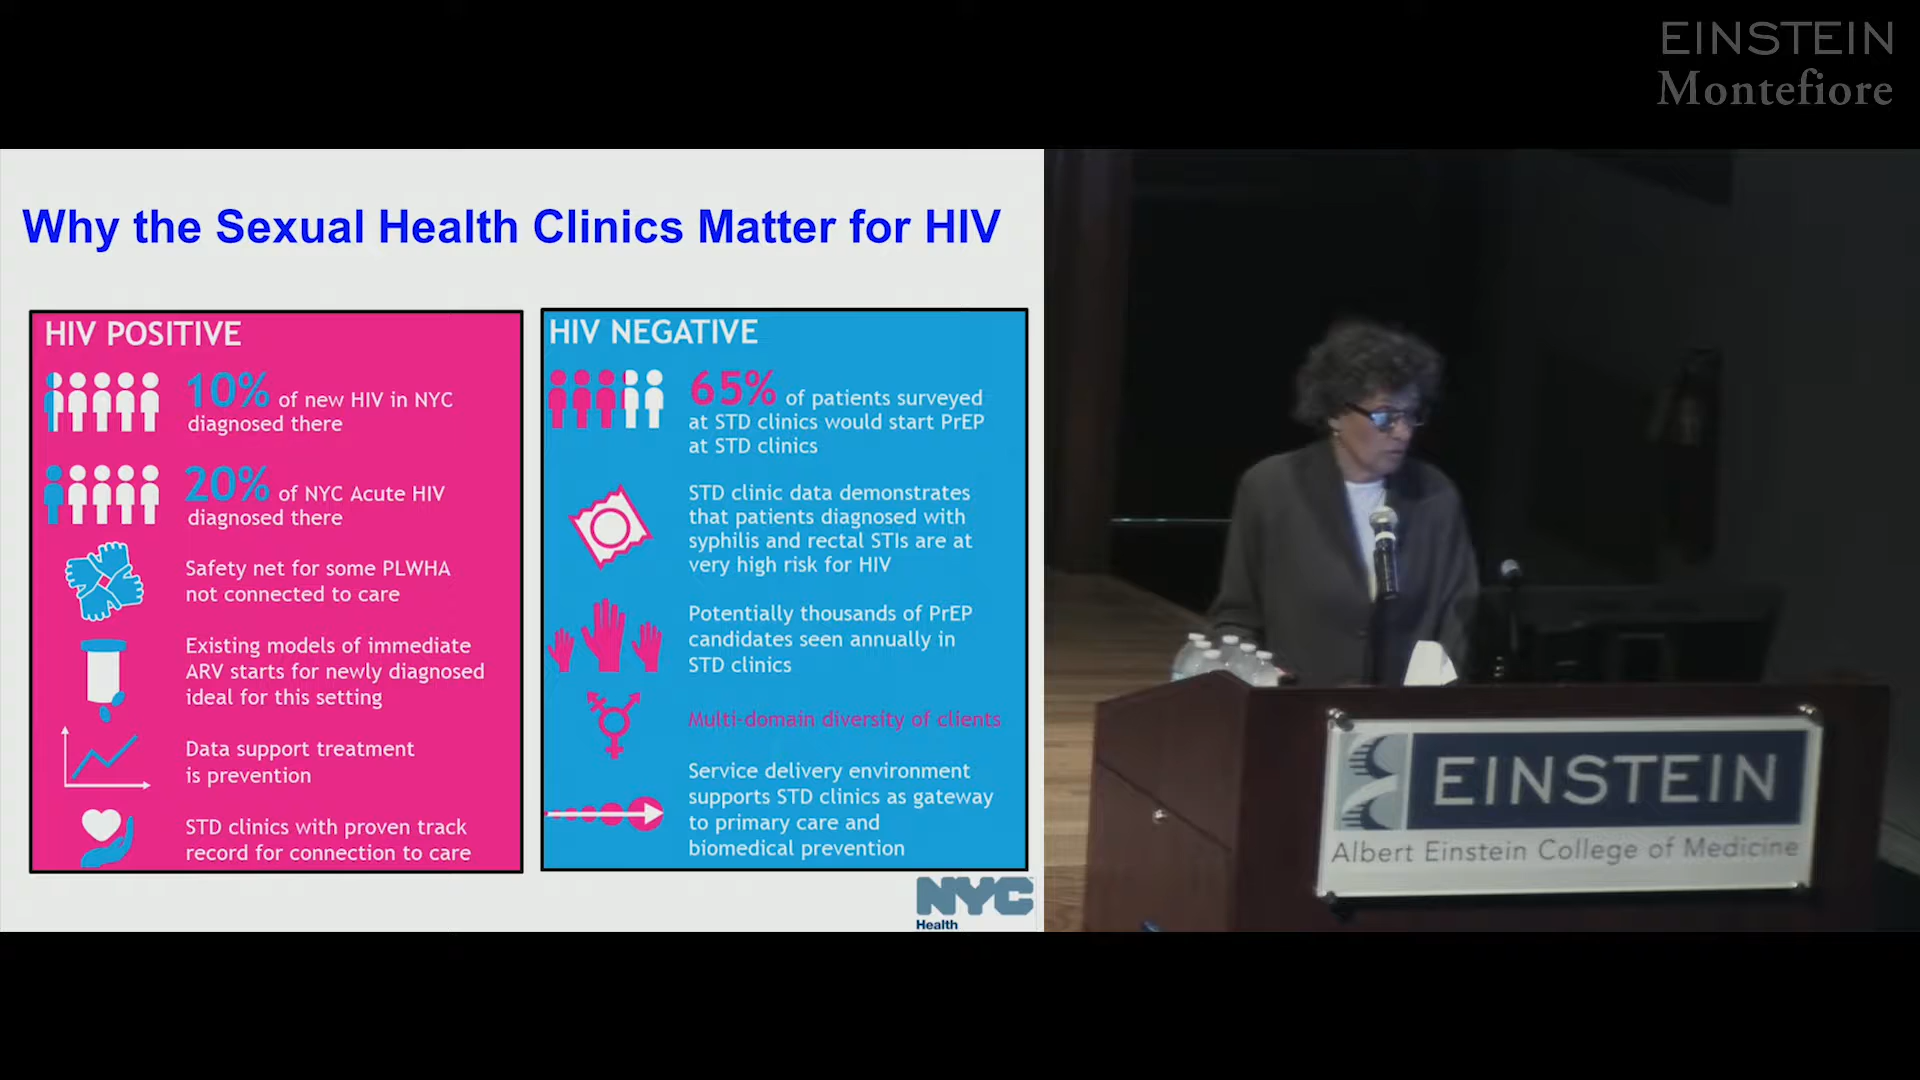 EINSTEIN
Montefiore
Why the Sexual Health Clinics Matter for HIV
HIV POSITIVE
10% of new HIV in NYC
diagnosed there
20% of NYC Acute HIV
diagnosed there
Safety net for some PLWHA
not connected to care
Existing models of immediate
ARV starts for newly diagnosed
ideal for this setting
Data support treatment
is prevention
STD clinics with proven track
record for connection to care
HIV NEGATIVE
65% of patients surveyed
at STD clinics would start PrEP
at STD clinics
STD clinic data demonstrates
that patients diagnosed with
syphilis and rectal STIs are at
very high risk for HIV
Potentially thousands of PrEP
candidates seen annually in
STD clinics
Multi-domain diversity of clients
Service delivery environment
supports STD clinics as gateway
to primary care and
biomedical prevention
NYC
Health
EINSTEIN
Albert Einstein College of Medicine